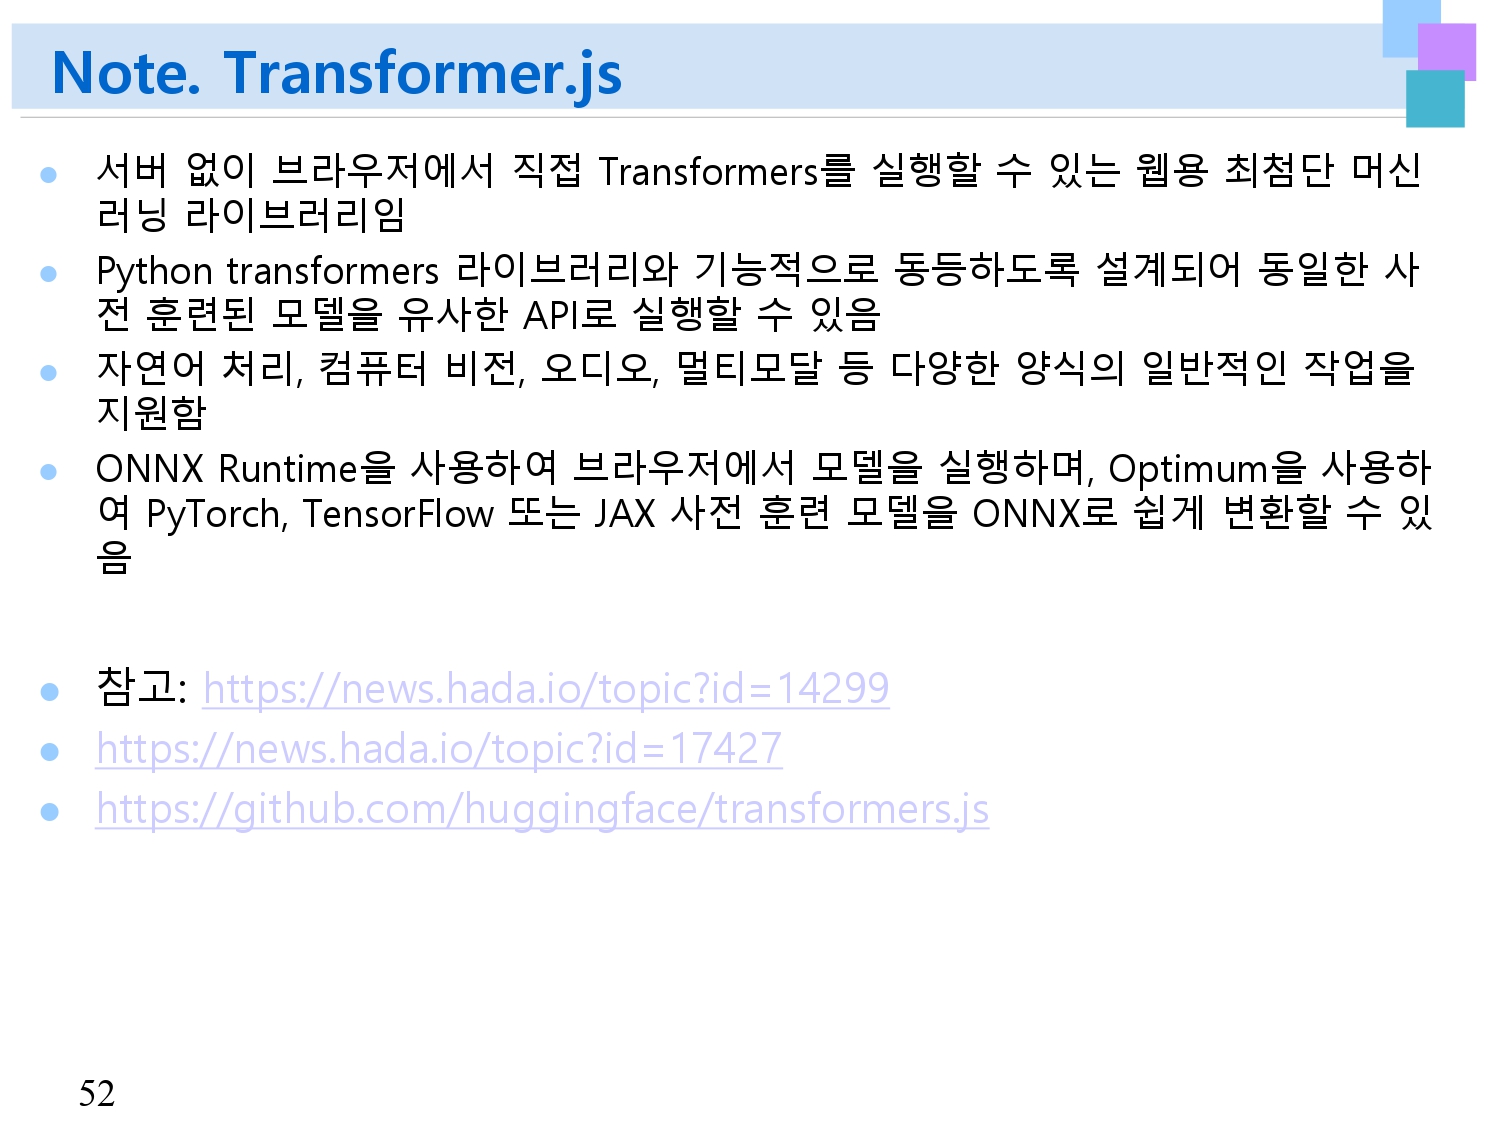 Note. Transformer.js
서버 없이 브라우저에서 직접 Transformers를 실행할 수 있는 웹용 최첨단 머신
러닝 라이브러리임
Python transformers 라이브러리와 기능적으로 동등하도록 설계되어 동일한 사
전 훈련된 모델을 유사한 API로 실행할 수 있음
자연어 처리, 컴퓨터 비전, 오디오, 멀티모달 등 다양한 양식의 일반적인 작업을
지원함
ONNX Runtime을 사용하여 브라우저에서 모델을 실행하며, Optimum을 사용하
여 PyTorch, TensorFlow 또는 JAX 사전 훈련 모델을 ONNX로 쉽게 변환할 수 있
음
참고: https://news.hada.io/topic?id=14299
https://news.hada.io/topic?id=17427
https://github.com/huggingface/transformers.js
52